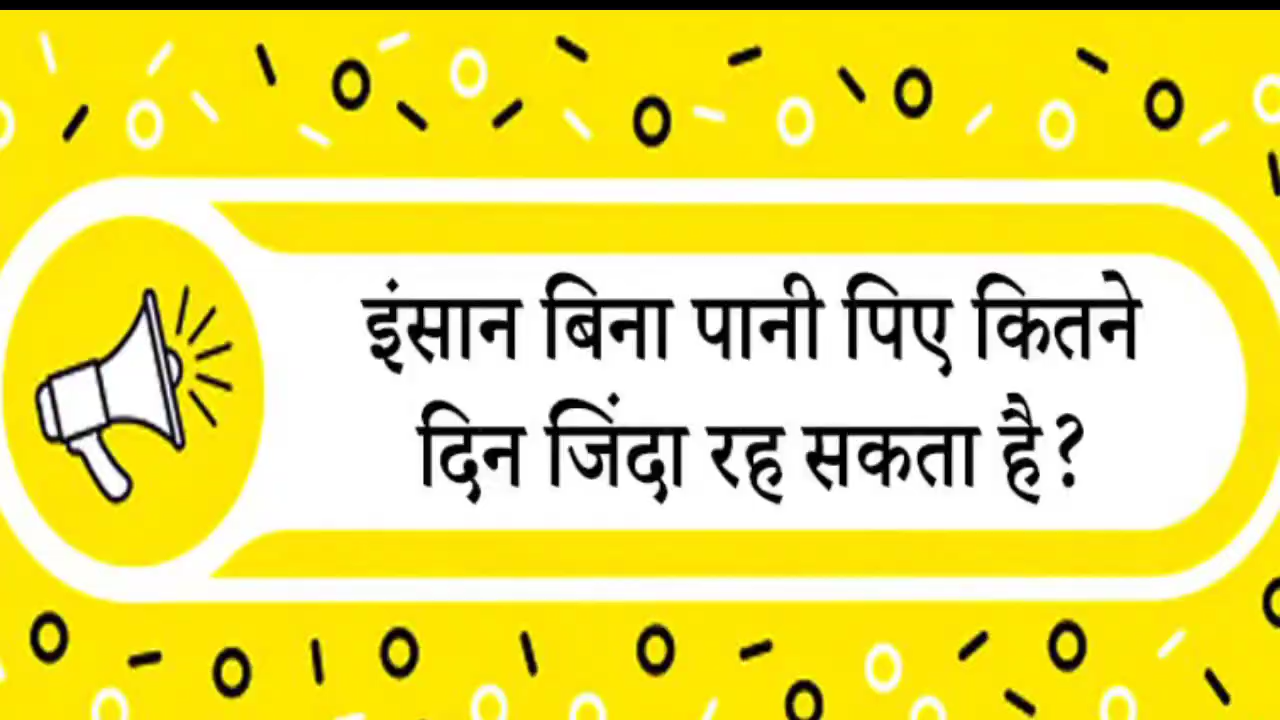 इंसान बिना पानी पिए कितने
दिन जिंदा रह सकता है?